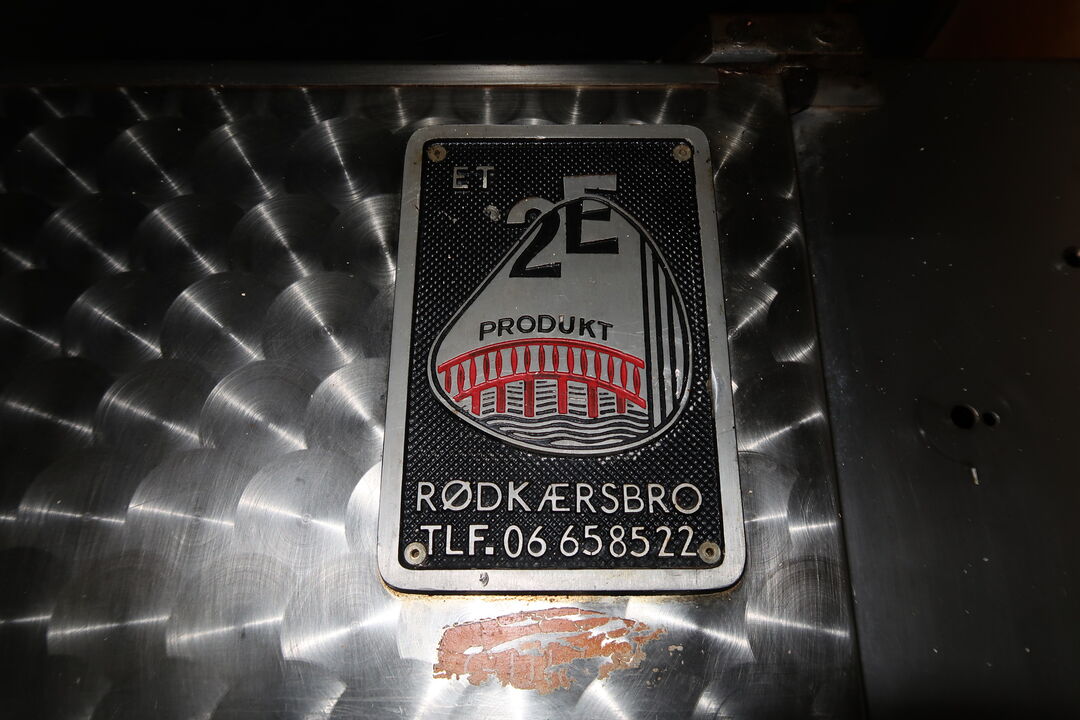 ET
2E
PRODUKT
RØDKÆRSBRO
TLF. 06 658522